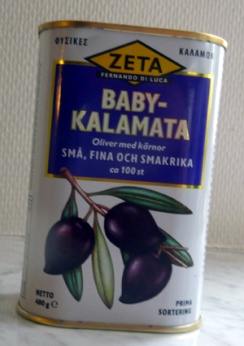 ΦΥΣΙΚΕΣ ΚΑΛΑΜΩΝ
ZETA
FERNANDO DI LUCA
BABY-
KALAMATA
Oliver med kärnor
SMÅ, FINA OCH SMAKRIKA
ca 100 st
NETTO
480 g ℮
PRIMA
SORTERING